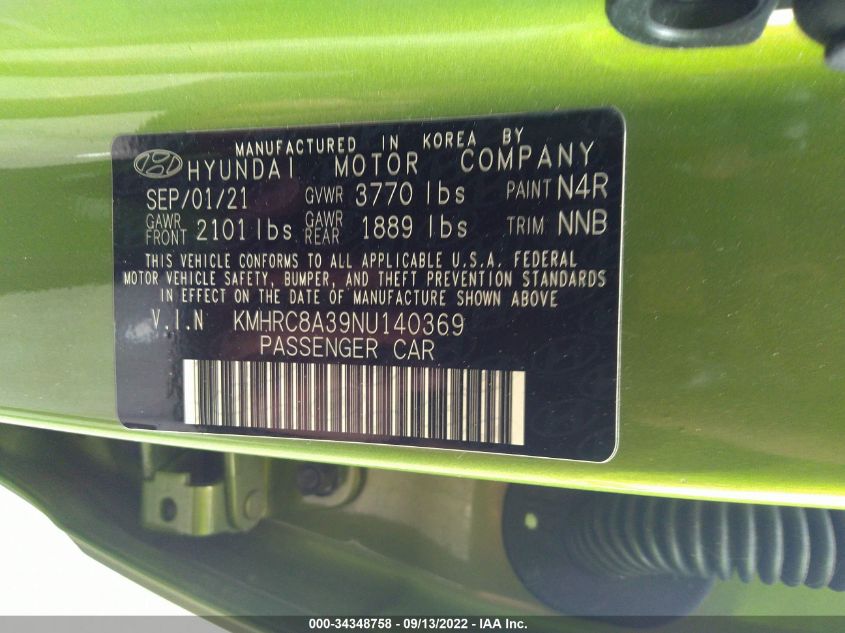 MANUFACTURED IN KOREA BY
HYUNDAI MOTOR COMPANY
SEP/01/21 GVWR 3770 lbs PAINT N4R
GAWR FRONT 2101 lbs GAWR REAR 1889 lbs TRIM NNB
THIS VEHICLE CONFORMS TO ALL APPLICABLE U.S.A. FEDERAL
MOTOR VEHICLE SAFETY, BUMPER, AND THEFT PREVENTION STANDARDS
IN EFFECT ON THE DATE OF MANUFACTURE SHOWN ABOVE
V.I.N KMHRC8A39NU140369
PASSENGER CAR
000-34348758 - 09/13/2022 - IAA Inc.